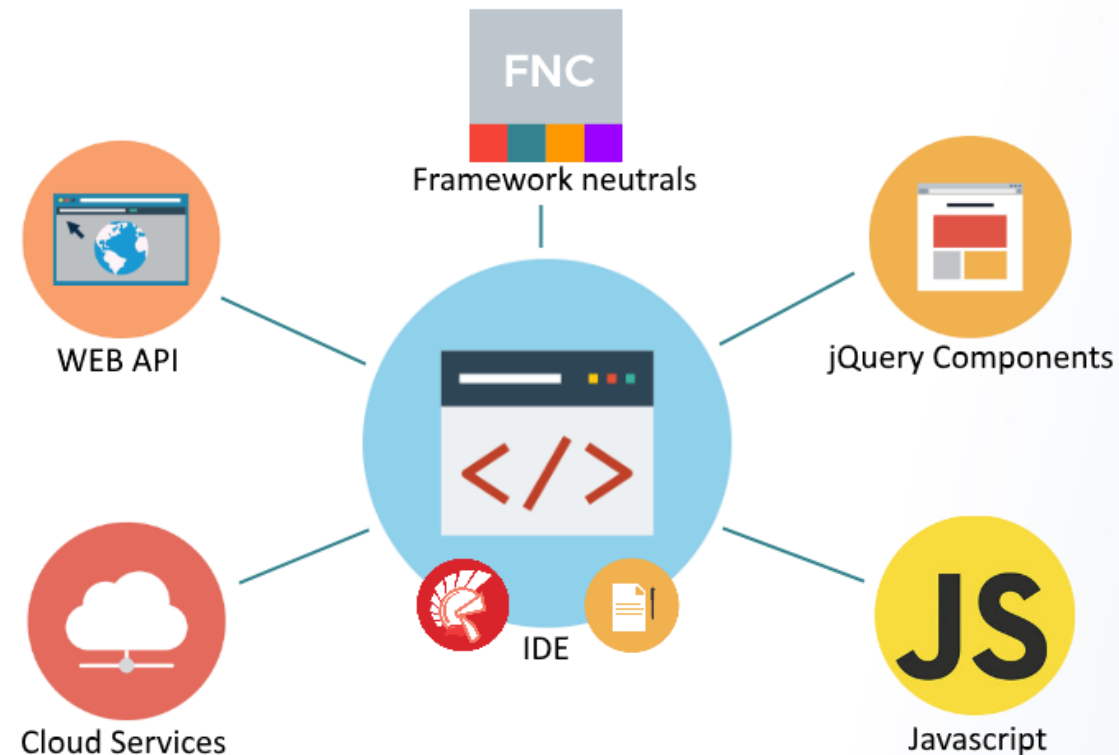 FNC
Framework neutrals
WEB API
jQuery Components
</>
IDE
Cloud Services
JS
Javascript